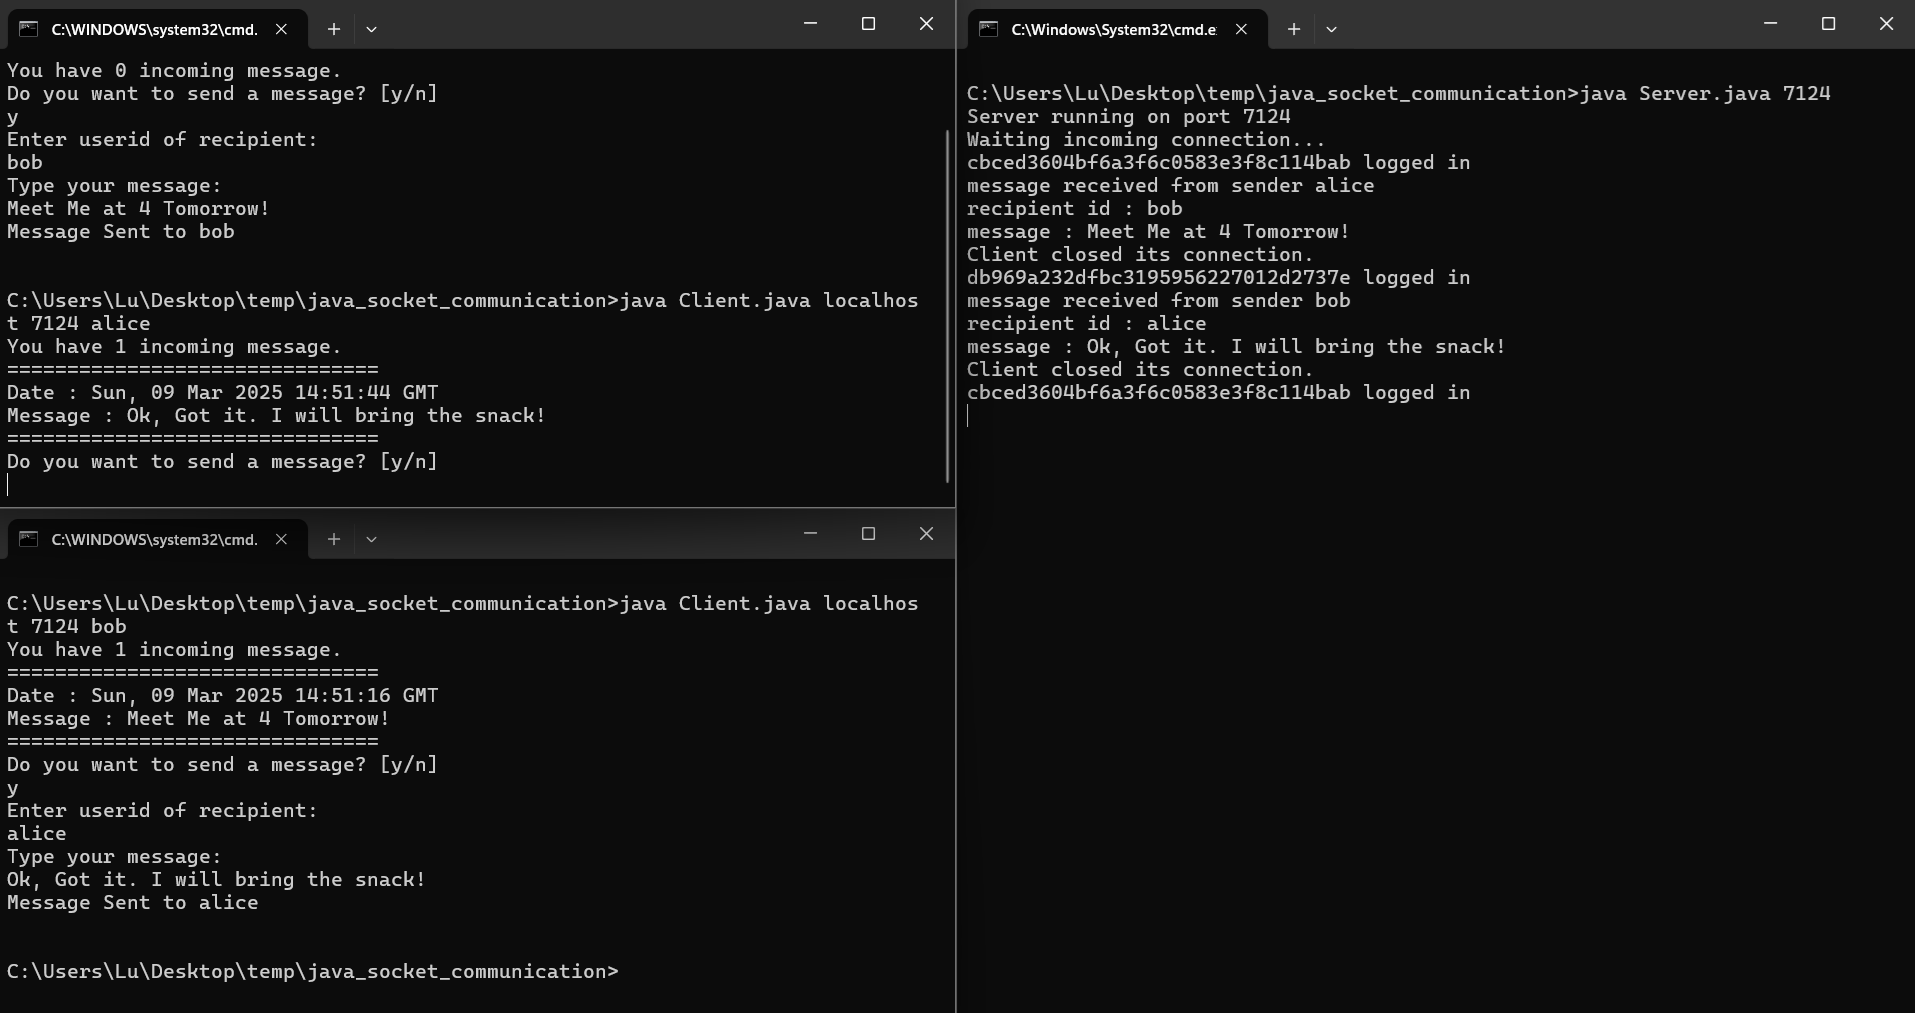 C:\WINDOWS\system32\cmd.
You have 0 incoming message.
Do you want to send a message? [y/n]
y
Enter userid of recipient:
bob
Type your message:
Meet Me at 4 Tomorrow!
Message Sent to bob
C:\Users\Lu\Desktop\temp\java_socket_communication>java Client.java localhos
t 7124 alice
You have 1 incoming message.
===============================
Date : Sun, 09 Mar 2025 14:51:44 GMT
Message : Ok, Got it. I will bring the snack!
===============================
Do you want to send a message? [y/n]
C:\WINDOWS\system32\cmd.
C:\Users\Lu\Desktop\temp\java_socket_communication>java Client.java localhos
t 7124 bob
You have 1 incoming message.
===============================
Date : Sun, 09 Mar 2025 14:51:16 GMT
Message : Meet Me at 4 Tomorrow!
===============================
Do you want to send a message? [y/n]
y
Enter userid of recipient:
alice
Type your message:
Ok, Got it. I will bring the snack!
Message Sent to alice
C:\Users\Lu\Desktop\temp\java_socket_communication>
C:\Windows\System32\cmd.e
C:\Users\Lu\Desktop\temp\java_socket_communication>java Server.java 7124
Server running on port 7124
Waiting incoming connection...
cbced3604bf6a3f6c0583e3f8c114bab logged in
message received from sender alice
recipient id : bob
message : Meet Me at 4 Tomorrow!
Client closed its connection.
db969a232dfbc3195956227012d2737e logged in
message received from sender bob
recipient id : alice
message : Ok, Got it. I will bring the snack!
Client closed its connection.
cbced3604bf6a3f6c0583e3f8c114bab logged in